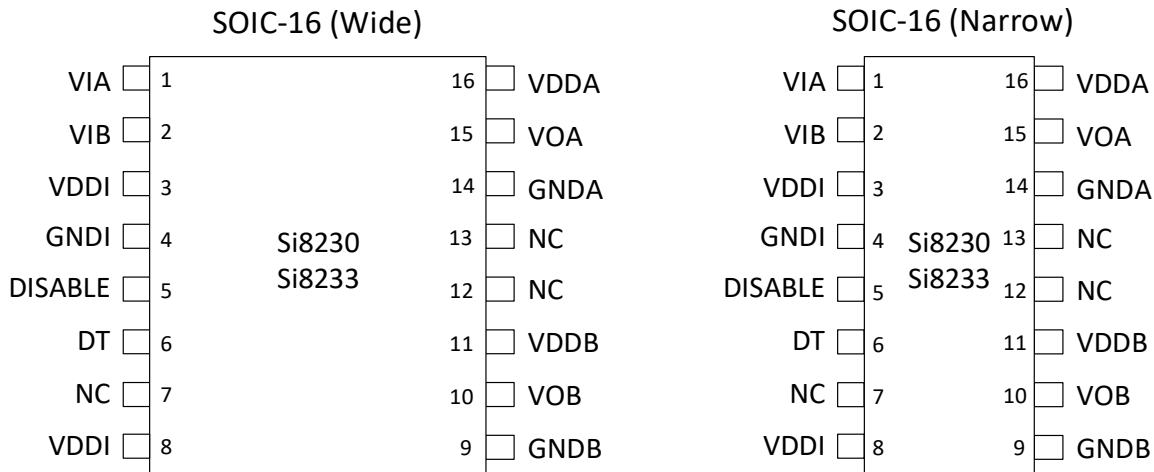 SOIC-16 (Wide)
VIA 1 16 VDDA
VIB 2 15 VOA
VDDI 3 14 GNDA
GNDI 4 13 NC
Si8230
Si8233
DISABLE 5 12 NC
DT 6 11 VDDB
NC 7 10 VOB
VDDI 8 9 GNDB
SOIC-16 (Narrow)
VIA 1 16 VDDA
VIB 2 15 VOA
VDDI 3 14 GNDA
GNDI 4 Si8230 13 NC
Si8233
DISABLE 5 12 NC
DT 6 11 VDDB
NC 7 10 VOB
VDDI 8 9 GNDB